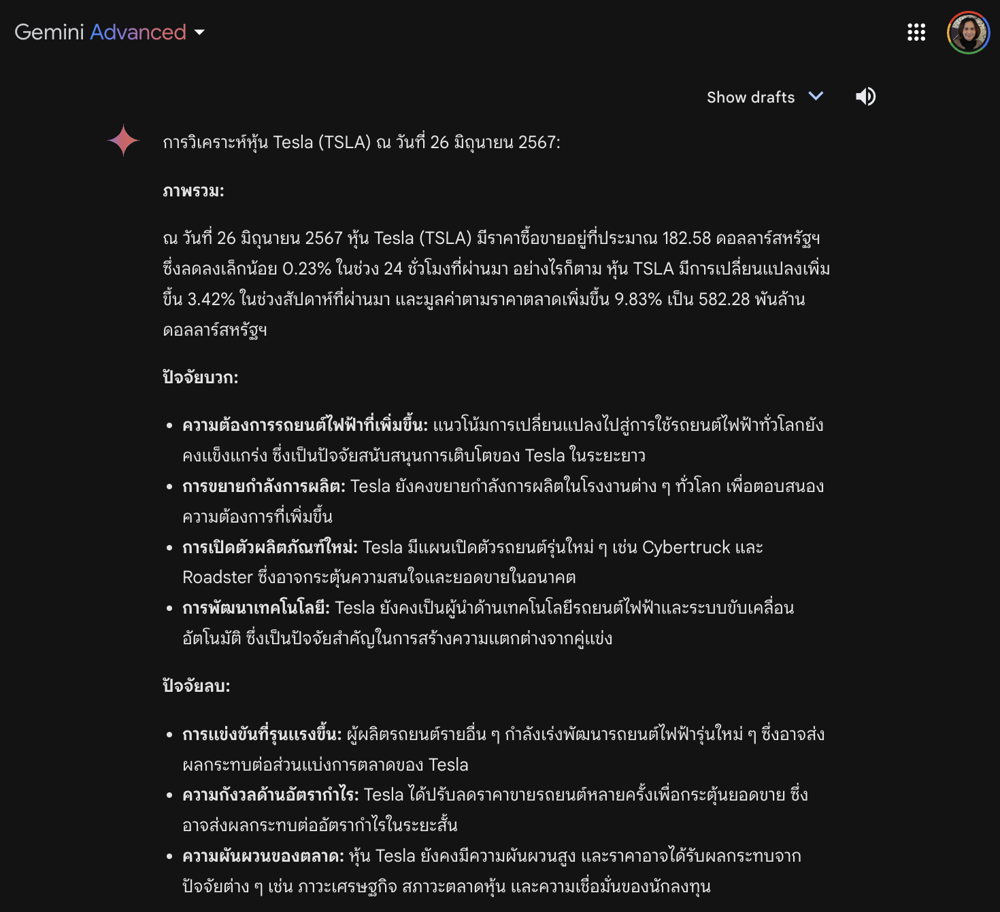 Gemini Advanced
Show drafts
การวิเคราะห์หุ้น Tesla (TSLA) ณ วันที่ 26 มิถุนายน 2567:
ภาพรวม:
ณ วันที่ 26 มิถุนายน 2567 หุ้น Tesla (TSLA) มีราคาซื้อขายอยู่ที่ประมาณ 182.58 ดอลลาร์สหรัฐฯ
ซึ่งลดลงเล็กน้อย 0.23% ในช่วง 24 ชั่วโมงที่ผ่านมา อย่างไรก็ตาม หุ้น TSLA มีการเปลี่ยนแปลงเพิ่ม
ขึ้น 3.42% ในช่วงสัปดาห์ที่ผ่านมา และมูลค่าตามราคาตลาดเพิ่มขึ้น 9.83% เป็น 582.28 พันล้าน
ดอลลาร์สหรัฐฯ
ปัจจัยบวก:
• ความต้องการรถยนต์ไฟฟ้าที่เพิ่มขึ้น: แนวโน้มการเปลี่ยนแปลงไปสู่การใช้รถยนต์ไฟฟ้าทั่วโลกยัง
คงแข็งแกร่ง ซึ่งเป็นปัจจัยสนับสนุนการเติบโตของ Tesla ในระยะยาว
• การขยายกำลังการผลิต: Tesla ยังคงขยายกำลังการผลิตในโรงงานต่าง ๆ ทั่วโลก เพื่อตอบสนอง
ความต้องการที่เพิ่มขึ้น
• การเปิดตัวผลิตภัณฑ์ใหม่: Tesla มีแผนเปิดตัวรถยนต์รุ่นใหม่ ๆ เช่น Cybertruck และ
Roadster ซึ่งอาจกระตุ้นความสนใจและยอดขายในอนาคต
• การพัฒนาเทคโนโลยี: Tesla ยังคงเป็นผู้นำด้านเทคโนโลยีรถยนต์ไฟฟ้าและระบบขับเคลื่อน
อัตโนมัติ ซึ่งเป็นปัจจัยสำคัญในการสร้างความแตกต่างจากคู่แข่ง
ปัจจัยลบ:
• การแข่งขันที่รุนแรงขึ้น: ผู้ผลิตรถยนต์รายอื่น ๆ กำลังเร่งพัฒนารถยนต์ไฟฟ้ารุ่นใหม่ ๆ ซึ่งอาจส่ง
ผลกระทบต่อส่วนแบ่งการตลาดของ Tesla
• ความกังวลด้านอัตรากำไร: Tesla ได้ปรับลดราคาขายรถยนต์หลายครั้งเพื่อกระตุ้นยอดขาย ซึ่ง
อาจส่งผลกระทบต่ออัตรากำไรในระยะสั้น
• ความผันผวนของตลาด: หุ้น Tesla ยังคงมีความผันผวนสูง และราคาอาจได้รับผลกระทบจาก
ปัจจัยต่าง ๆ เช่น ภาวะเศรษฐกิจ สภาวะตลาดหุ้น และความเชื่อมั่นของนักลงทุน